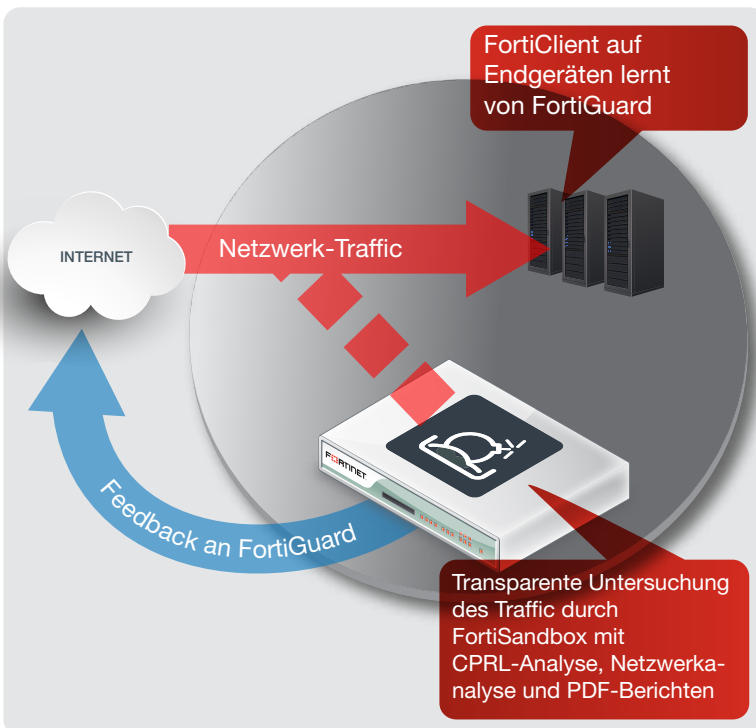 FortiClient auf
Endgeräten lernt
von FortiGuard
INTERNET
Netzwerk-Traffic
FORTINET
Feedback an FortiGuard
Transparente Untersuchung
des Traffic durch
FortiSandbox mit
CPRL-Analyse, Netzwerka-
nalyse und PDF-Berichten